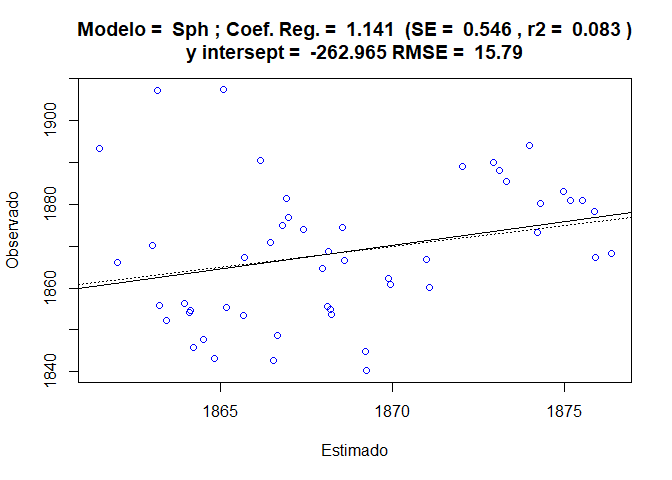 Modelo = Sph ; Coef. Reg. = 1.141 (SE = 0.546 , r2 = 0.083 )
y intersept = -262.965 RMSE = 15.79
1900
1880
1860
1840
Observado
1865 1870 1875
Estimado